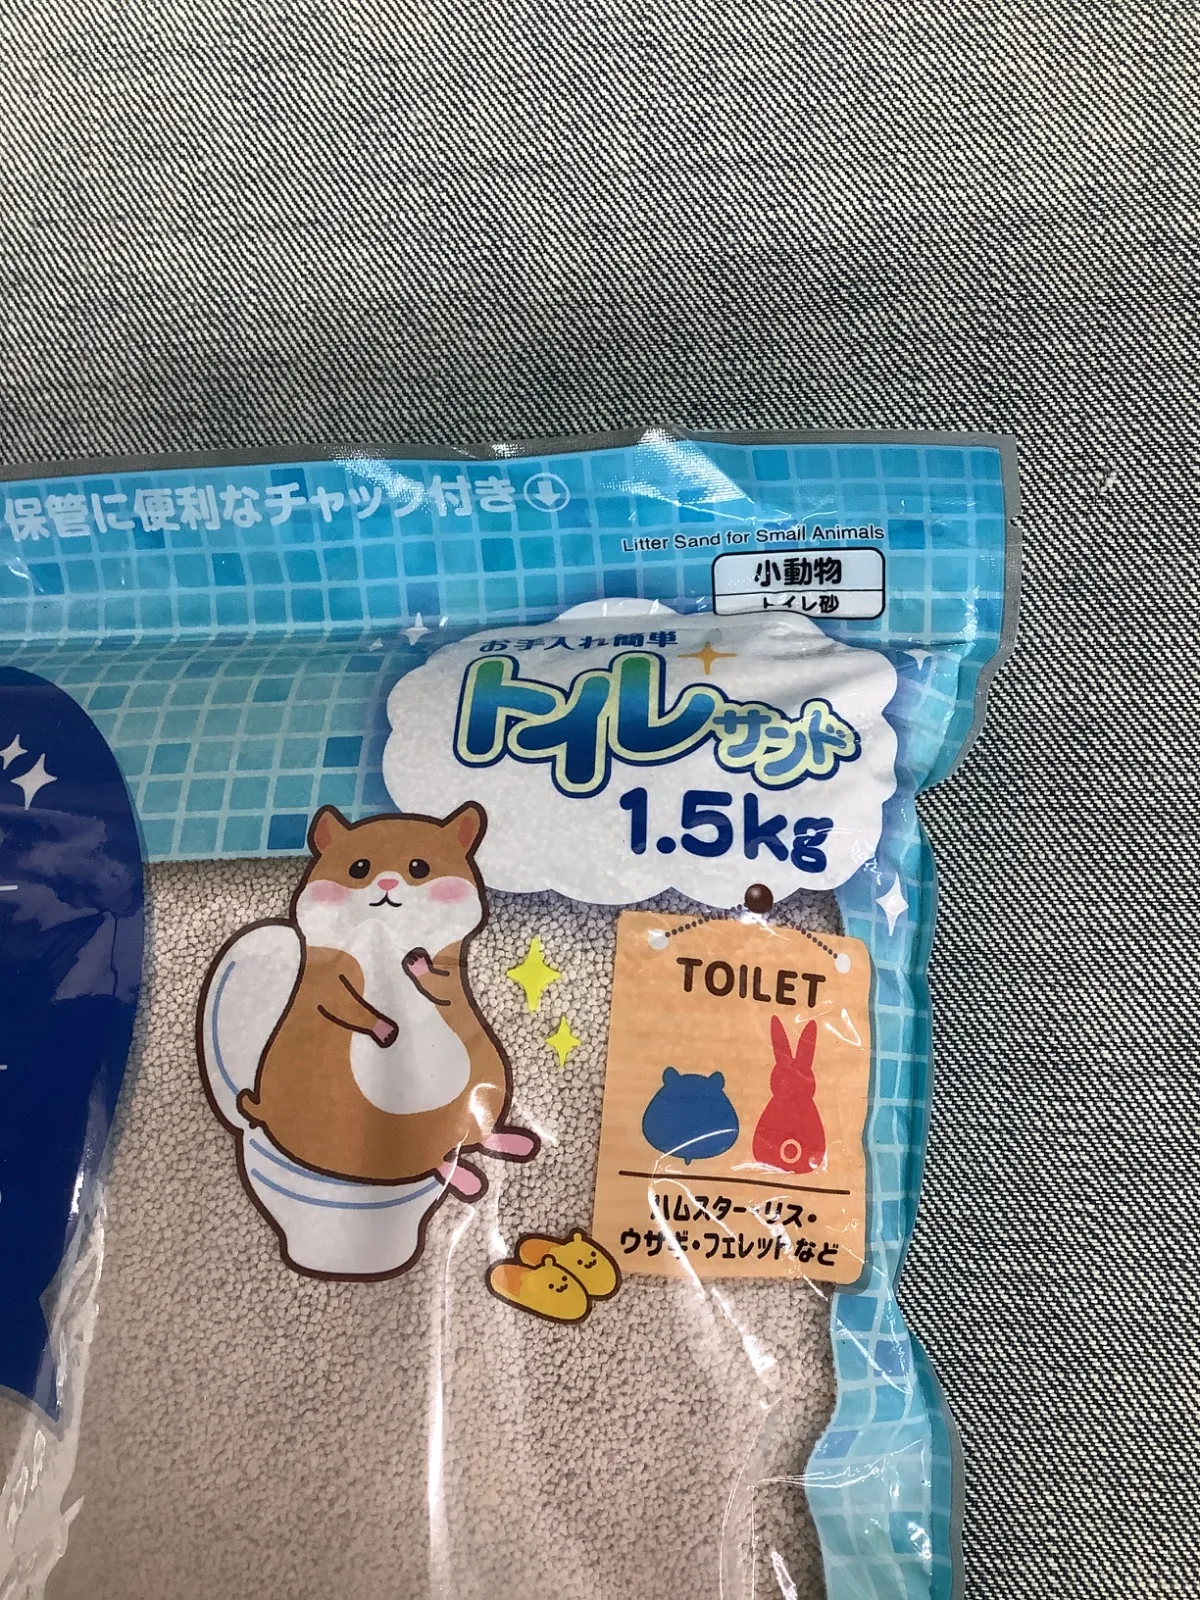 保管に便利なチャック付き
Litter Sand for Small Animals
小動物
トイレ砂
お手入れ簡単
トイレサンド
1.5kg
TOILET
ハムスター・リス・
ウサギ・フェレットなど